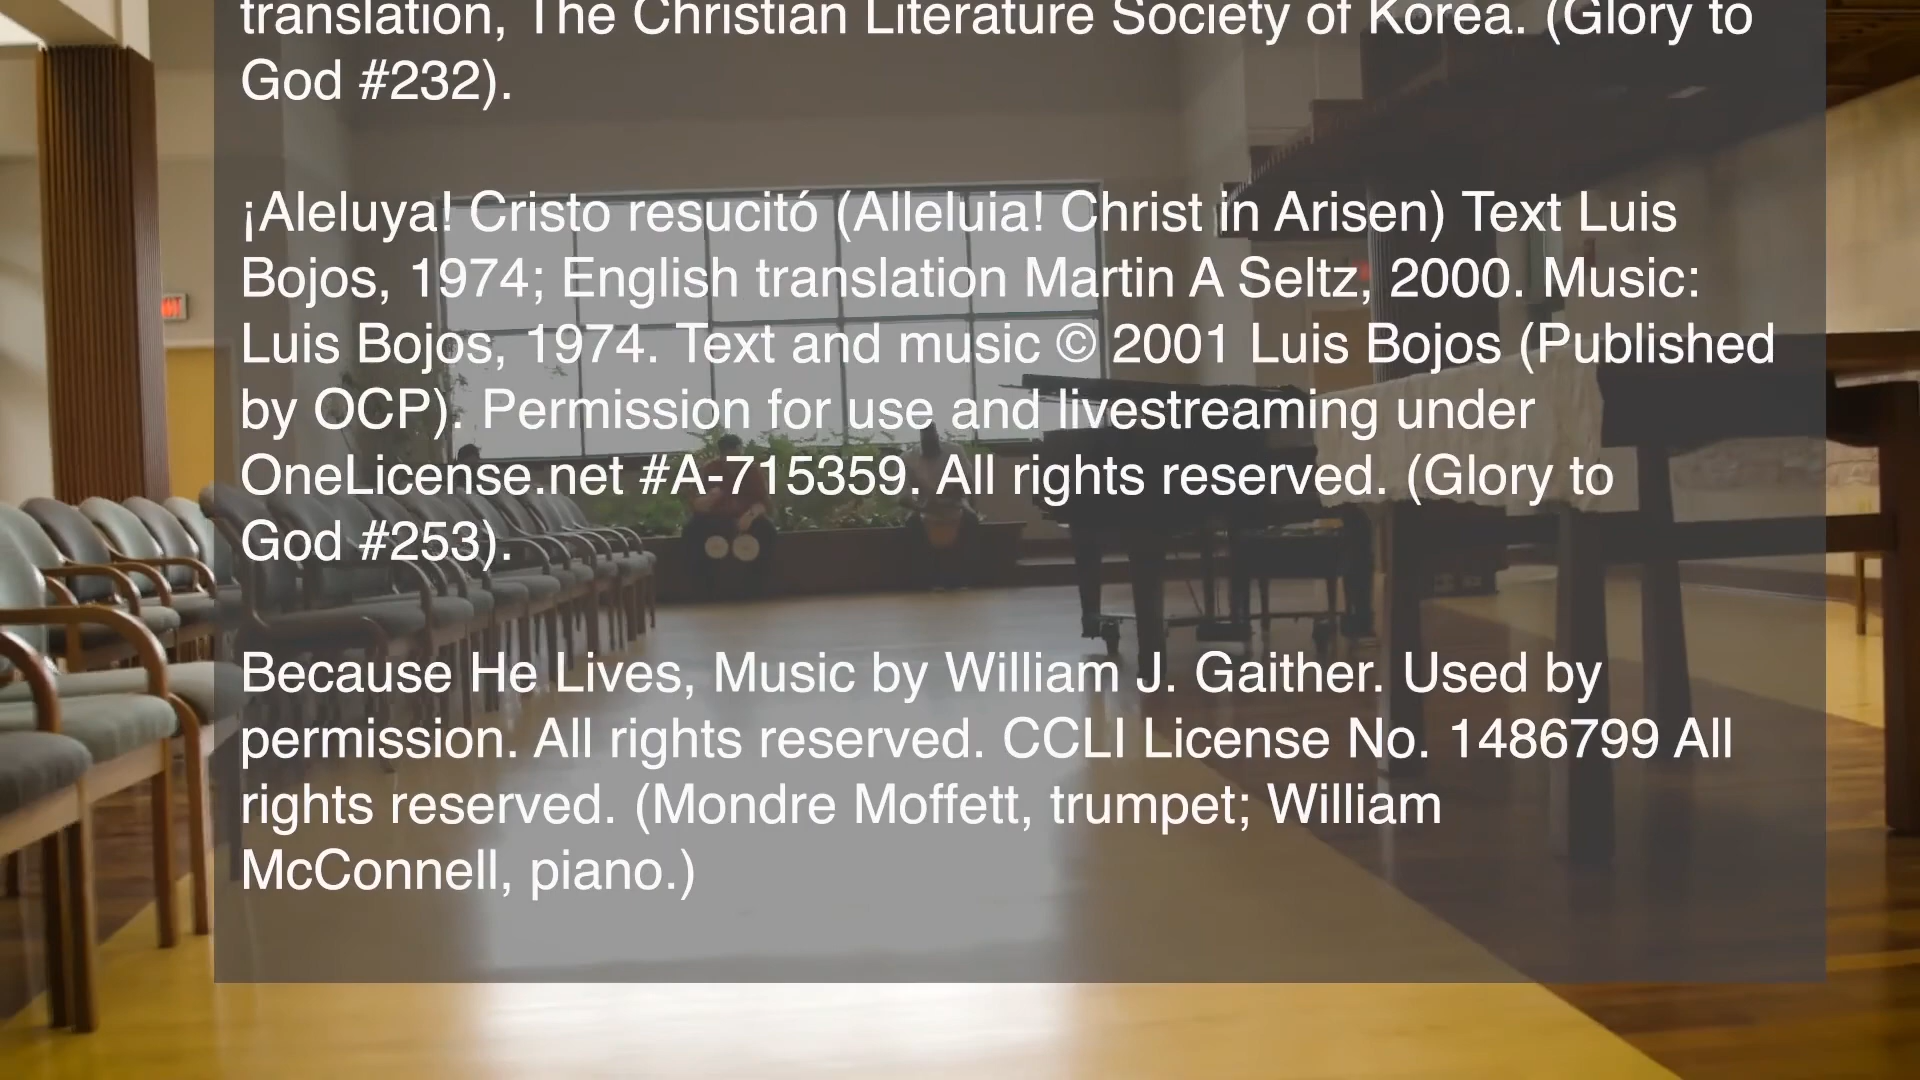 translation, The Christian Literature Society of Korea. (Glory to
God #232).
¡Aleluya! Cristo resucitó (Alleluia! Christ in Arisen) Text Luis
Bojos, 1974; English translation Martin A Seltz, 2000. Music:
Luis Bojos, 1974. Text and music © 2001 Luis Bojos (Published
by OCP). Permission for use and livestreaming under
OneLicense.net #A-715359. All rights reserved. (Glory to
God #253).
Because He Lives, Music by William J. Gaither. Used by
permission. All rights reserved. CCLI License No. 1486799 All
rights reserved. (Mondre Moffett, trumpet; William
McConnell, piano.)